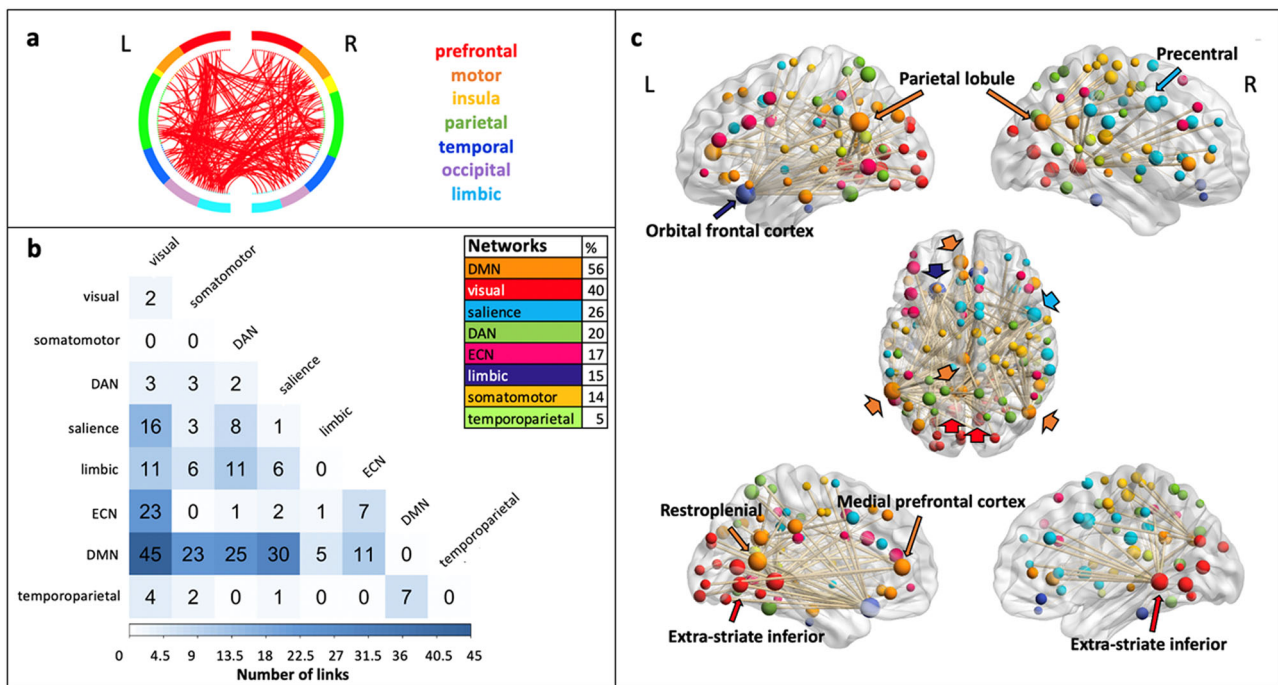 a
L
R
prefrontal
motor
insula
parietal
temporal
occipital
limbic
b
visual
somatomotor
DAN
salience
limbic
ECN
DMN
temporoparietal
visual 2
somatomotor 0 0
DAN 3 3 2
salience 16 3 8 1
limbic 11 6 11 6 0
ECN 23 0 1 2 1 7
DMN 45 23 25 30 5 11 0
temporoparietal 4 2 0 1 0 0 7 0
0 4.5 9 13.5 18 22.5 27 31.5 36 40.5 45
Number of links
Networks %
DMN 56
visual 40
salience 26
DAN 20
ECN 17
limbic 15
somatomotor 14
temporoparietal 5
c
L
R
Parietal lobule
Precentral
Orbital frontal cortex
Restroplenial
Medial prefrontal cortex
Extra-striate inferior
Extra-striate inferior